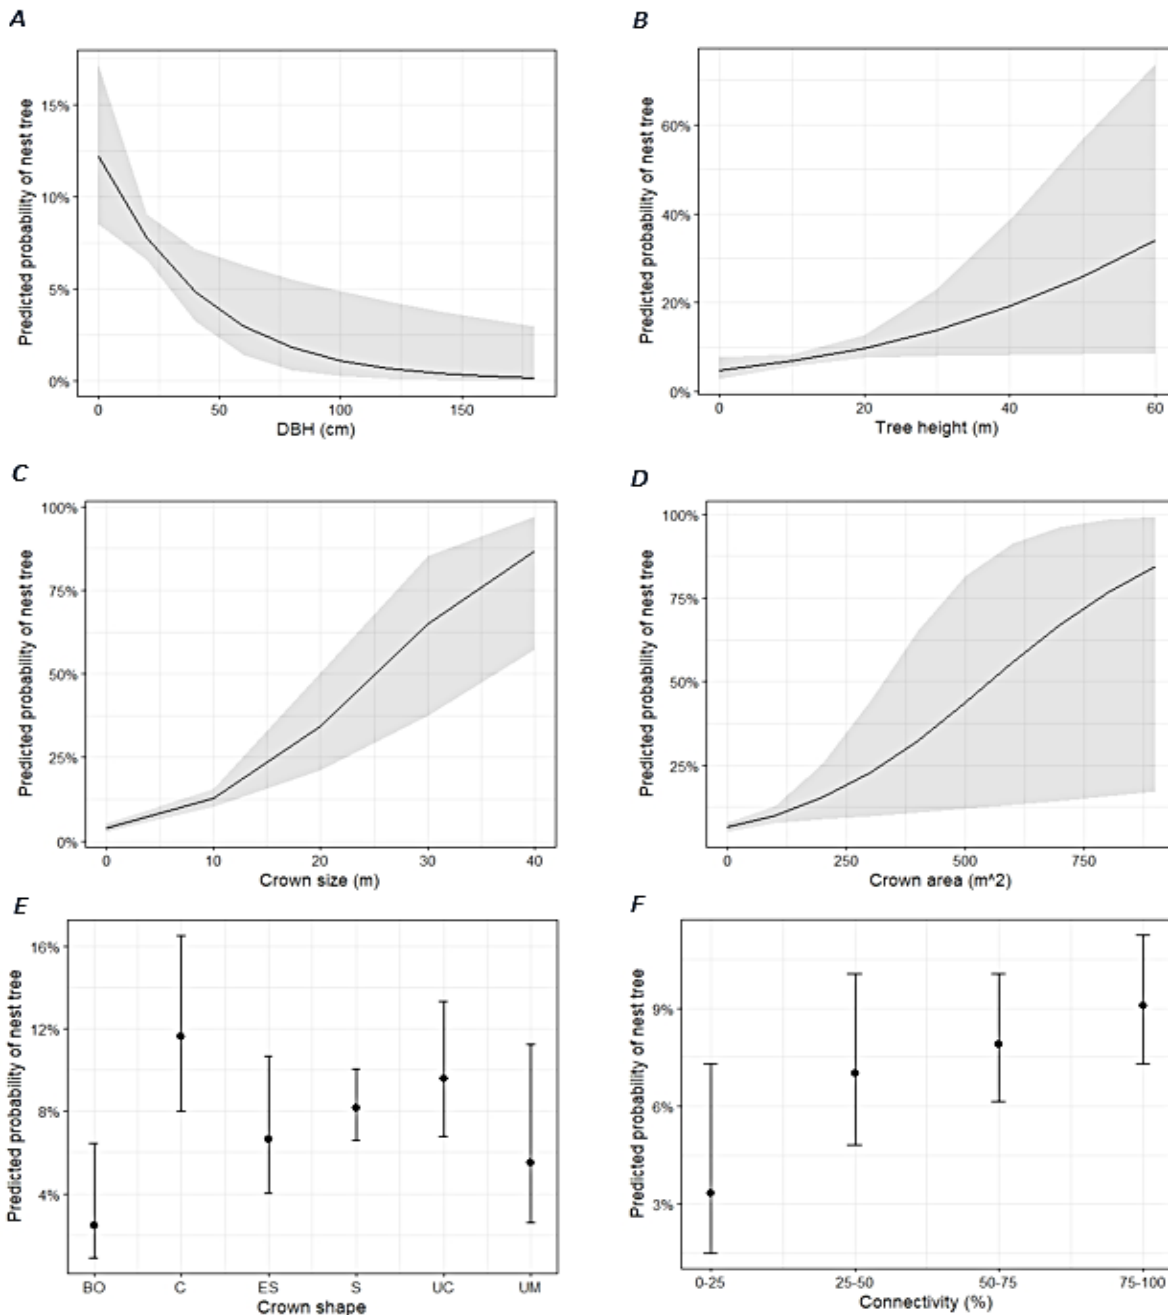 A
Predicted probability of nest tree
15%
10%
5%
0%
0
50
100
150
DBH (cm)
B
Predicted probability of nest tree
60%
40%
20%
0%
0
20
40
60
Tree height (m)
C
Predicted probability of nest tree
100%
75%
50%
25%
0%
0
10
20
30
40
Crown size (m)
D
Predicted probability of nest tree
100%
75%
50%
25%
0
250
500
750
Crown area (m^2)
E
Predicted probability of nest tree
16%
12%
8%
4%
BO
C
ES
S
UC
UM
Crown shape
F
Predicted probability of nest tree
9%
6%
3%
0-25
25-50
50-75
75-100
Connectivity (%)